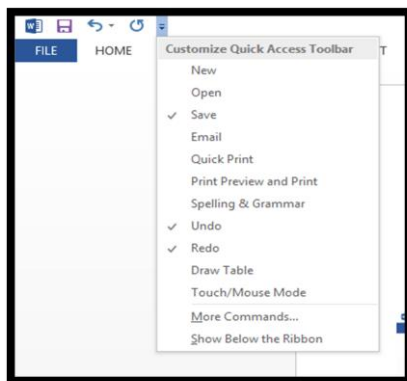 FILE HOME
Customize Quick Access Toolbar
New
Open
Save
Email
Quick Print
Print Preview and Print
Spelling & Grammar
Undo
Redo
Draw Table
Touch/Mouse Mode
More Commands...
Show Below the Ribbon